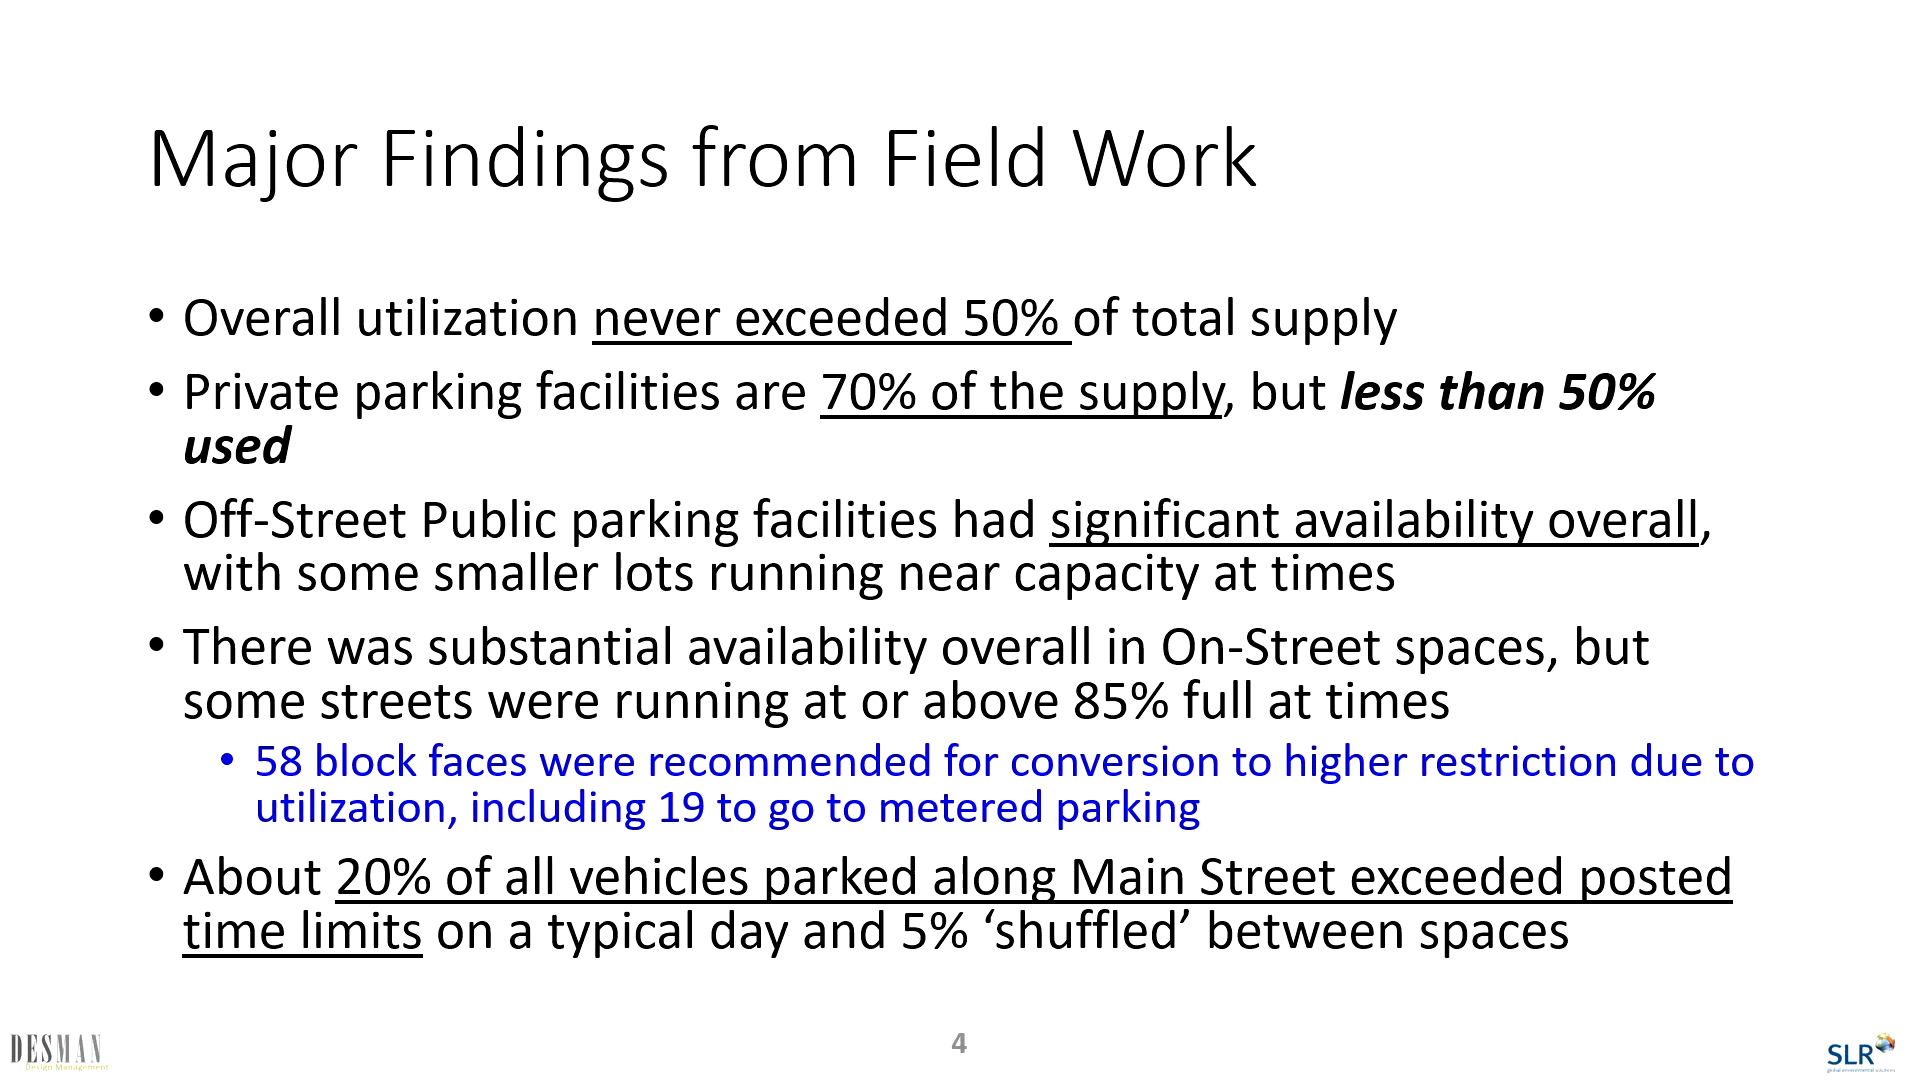 Major Findings from Field Work
• Overall utilization never exceeded 50% of total supply
• Private parking facilities are 70% of the supply, but less than 50%
used
• Off-Street Public parking facilities had significant availability overall,
with some smaller lots running near capacity at times
• There was substantial availability overall in On-Street spaces, but
some streets were running at or above 85% full at times
• 58 block faces were recommended for conversion to higher restriction due to
utilization, including 19 to go to metered parking
• About 20% of all vehicles parked along Main Street exceeded posted
time limits on a typical day and 5% ‘shuffled’ between spaces
DESMAN
Design Management
4
SLR
global environmental solutions